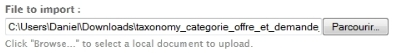 File to import :
C:\Users\Daniel\Downloads\taxonomy_categorie_offre_et_demande_ Parcourir...
Click "Browse..." to select a local document to upload.